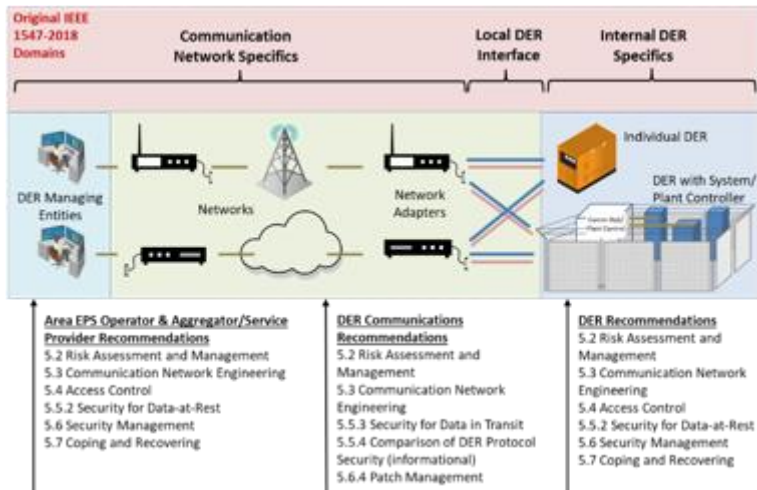 Original IEEE
1547-2018
Domains
Communication
Network Specifics
Local DER
Interface
Internal DER
Specifics
DER Managing
Entities
Networks
Network
Adapters
Individual DER
DER with System/
Plant Controller
Plant Control
Area EPS Operator & Aggregator/Service
Provider Recommendations
5.2 Risk Assessment and Management
5.3 Communication Network Engineering
5.4 Access Control
5.5.2 Security for Data-at-Rest
5.6 Security Management
5.7 Coping and Recovering
DER Communications
Recommendations
5.2 Risk Assessment and
Management
5.3 Communication Network
Engineering
5.5.3 Security for Data in Transit
5.5.4 Comparison of DER Protocol
Security (informational)
5.6.4 Patch Management
DER Recommendations
5.2 Risk Assessment and
Management
5.3 Communication Network
Engineering
5.4 Access Control
5.5.2 Security for Data-at-Rest
5.6 Security Management
5.7 Coping and Recovering